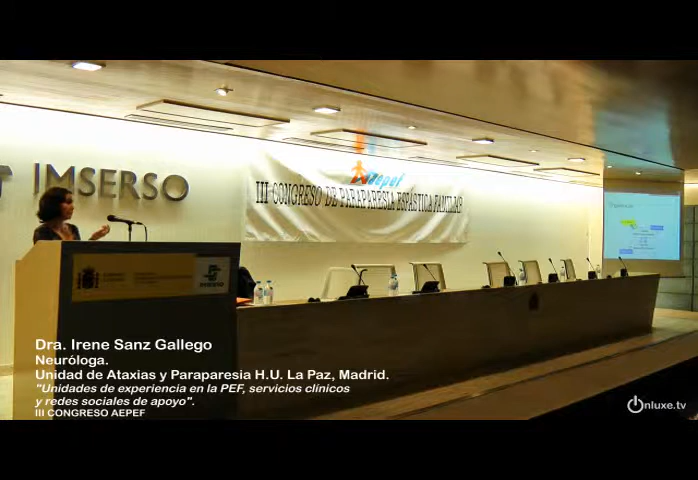 IMSERSO
aepef
III CONGRESO DE PARAPARESIA ESPÁSTICA FAMILIAR
IMSERSO
Dra. Irene Sanz Gallego
Neuróloga.
Unidad de Ataxias y Paraparesia H.U. La Paz, Madrid.
"Unidades de experiencia en la PEF, servicios clínicos
y redes sociales de apoyo".
III CONGRESO AEPEF
onluxe.tv